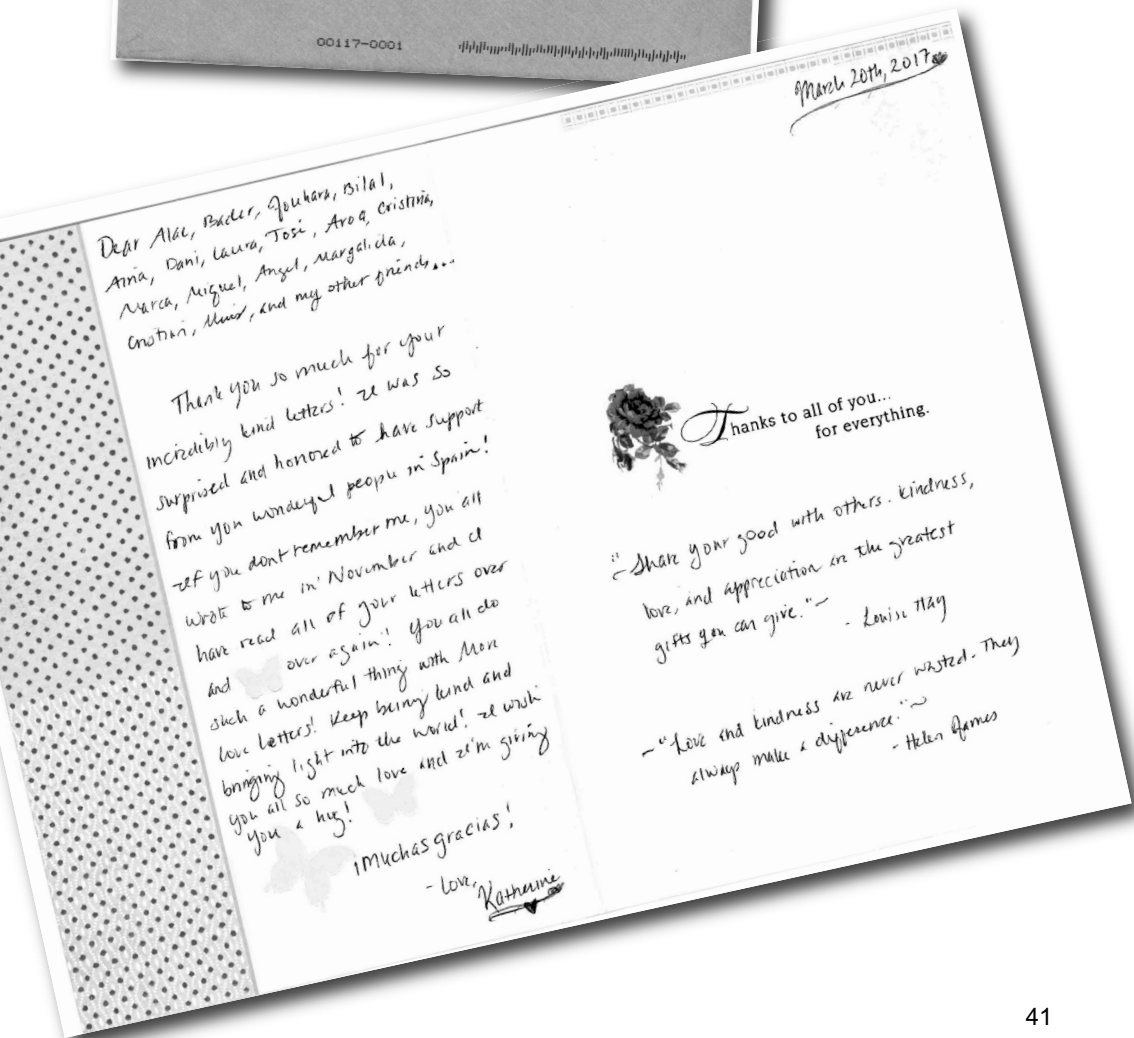 00117-0001
March 20th, 2017
Dear Alae, Bader, Jouhara, Bilal,
Aina, Dani, Laura, José, Aroa, Cristina,
Marca, Miquel, Angel, Margalida,
Cristian, and my other friends...
Thank you so much for your
incredibly kind letters! I was so
surprised and honored to have support
from you wonderful people in Spain!
If you dont remember me, you all
wrote to me in November and I
have read all of your letters over
and over again! You all do
such a wonderful thing with More
Love Letters! Keep being kind and
bringing light into the world! I wish
you all so much love and I'm giving
you a hug!
¡Muchas gracias!
- Love,
Katherine
Thanks to all of you...
for everything.
~ "Share your good with others. Kindness,
love, and appreciation are the greatest
gifts you can give." ~
- Louise Hay
~ "Love and kindness are never wasted. They
always make a difference." ~
- Helen James
41